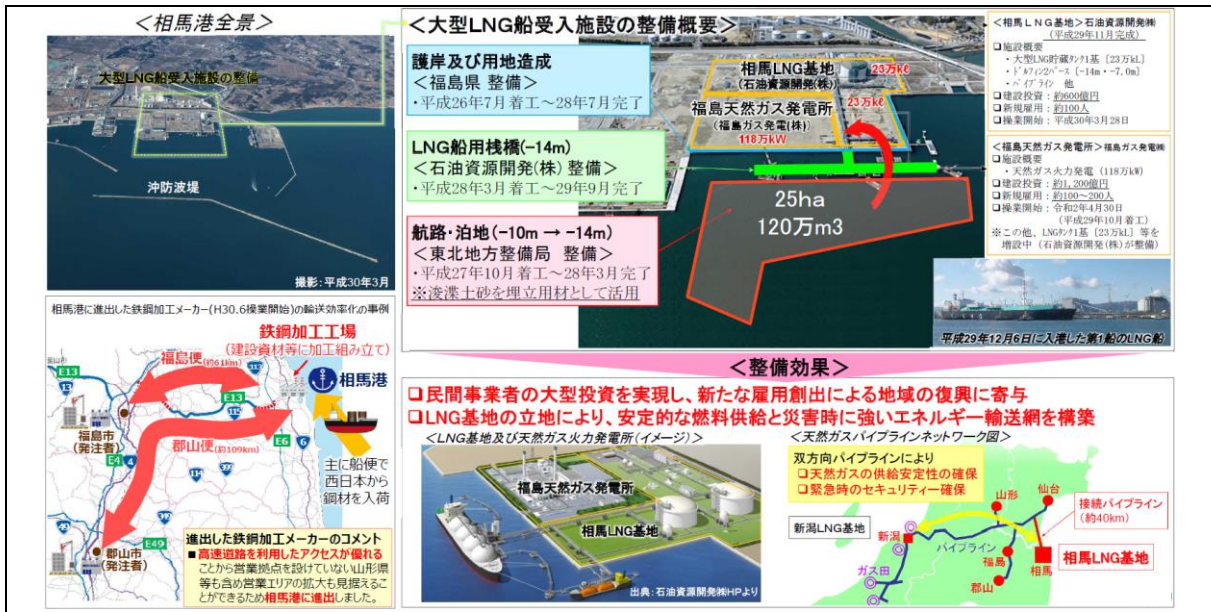 ＜相馬港全景＞
大型LNG船受入施設の整備
沖防波堤
撮影：平成30年3月
＜大型LNG船受入施設の整備概要＞
護岸及び用地造成
＜福島県 整備＞
・平成26年7月着工～28年7月完了
LNG船用桟橋(−14m)
＜石油資源開発(株) 整備＞
・平成28年3月着工～29年9月完了
航路・泊地(−10m → −14m)
＜東北地方整備局 整備＞
・平成27年10月着工～28年3月完了
※浚渫土砂を埋立用材として活用
相馬LNG基地
(石油資源開発(株))
23万kℓ
23万kℓ
福島天然ガス発電所
(福島ガス発電(株))
118万kW
25ha
120万m3
＜相馬ＬＮＧ基地＞石油資源開発㈱
(平成29年11月完成)
❑施設概要
・大型LNG貯蔵ﾀﾝｸ1基［23万kL］
・ﾄﾞﾙﾌｨﾝ2ﾊﾞｰｽ［-14m・-7.0m］
・ﾊﾟｲﾌﾟﾗｲﾝ 他
❑建設投資：約600億円
❑新規雇用：約100人
❑操業開始：平成30年3月28日
＜福島天然ガス発電所＞福島ガス発電㈱
❑施設概要
・天然ガス火力発電（118万kW）
❑建設投資：約1,200億円
❑新規雇用：約100～200人
❑操業開始：令和2年4月30日
(平成29年10月着工)
※この他、LNGﾀﾝｸ1基［23万kL］等を
増設中（石油資源開発(株)が整備）
平成29年12月6日に入港した第1船のLNG船
相馬港に進出した鉄鋼加工メーカー(H30.6操業開始)の輸送効率化の事例
鉄鋼加工工場
(建設資材等に加工組み立て)
福島便(約61km)
相馬港
E13
13
113
E13
115
福島市
(発注者)
E4
4
郡山便(約109km)
E6
6
114
399
主に船便で
西日本から
鋼材を入荷
49
E49
郡山市
(発注者)
進出した鉄鋼加工メーカーのコメント
■高速道路を利用したアクセスが優れる
ことから営業拠点を設けていない山形県
等も含め営業エリアの拡大も見据えるこ
とができるため相馬港に進出しました。
＜整備効果＞
❑民間事業者の大型投資を実現し、新たな雇用創出による地域の復興に寄与
❑LNG基地の立地により、安定的な燃料供給と災害時に強いエネルギー輸送網を構築
＜LNG基地及び天然ガス火力発電所(イメージ)＞
福島天然ガス発電所
相馬LNG基地
出典：石油資源開発㈱HPより
＜天然ガスパイプラインネットワーク図＞
双方向パイプラインにより
❑天然ガスの供給安定性の確保
❑緊急時のセキュリティー確保
山形
仙台
接続パイプライン
(約40km)
新潟LNG基地
新潟
パイプライン
福島
相馬
相馬LNG基地
ガス田
郡山